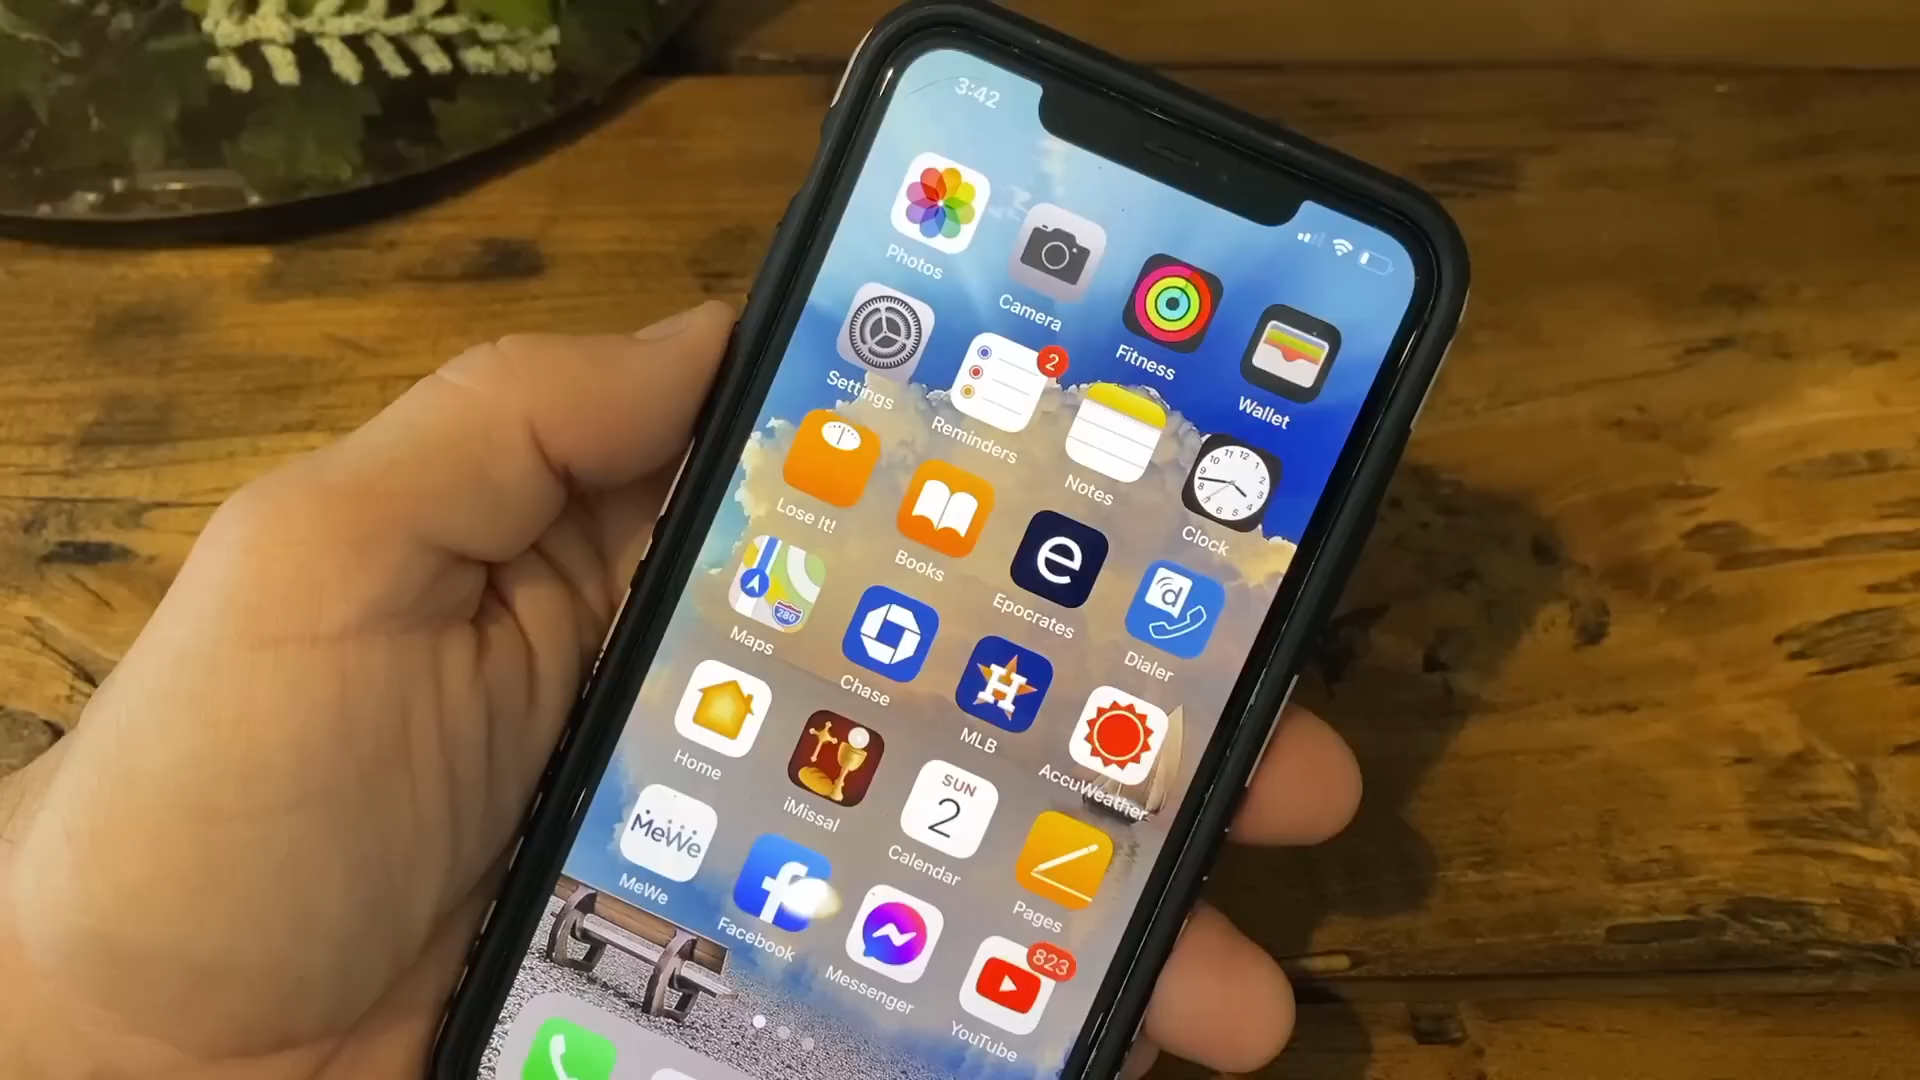 3:42
Photos
Camera
Fitness
Wallet
Settings
2
Reminders
Notes
Clock
Lose It!
Books
e
Epocrates
d
Dialer
280
Maps
Chase
H
MLB
AccuWeather
Home
iMissal
SUN
2
Calendar
Pages
MeWe
MeWe
f
Facebook
Messenger
823
YouTube